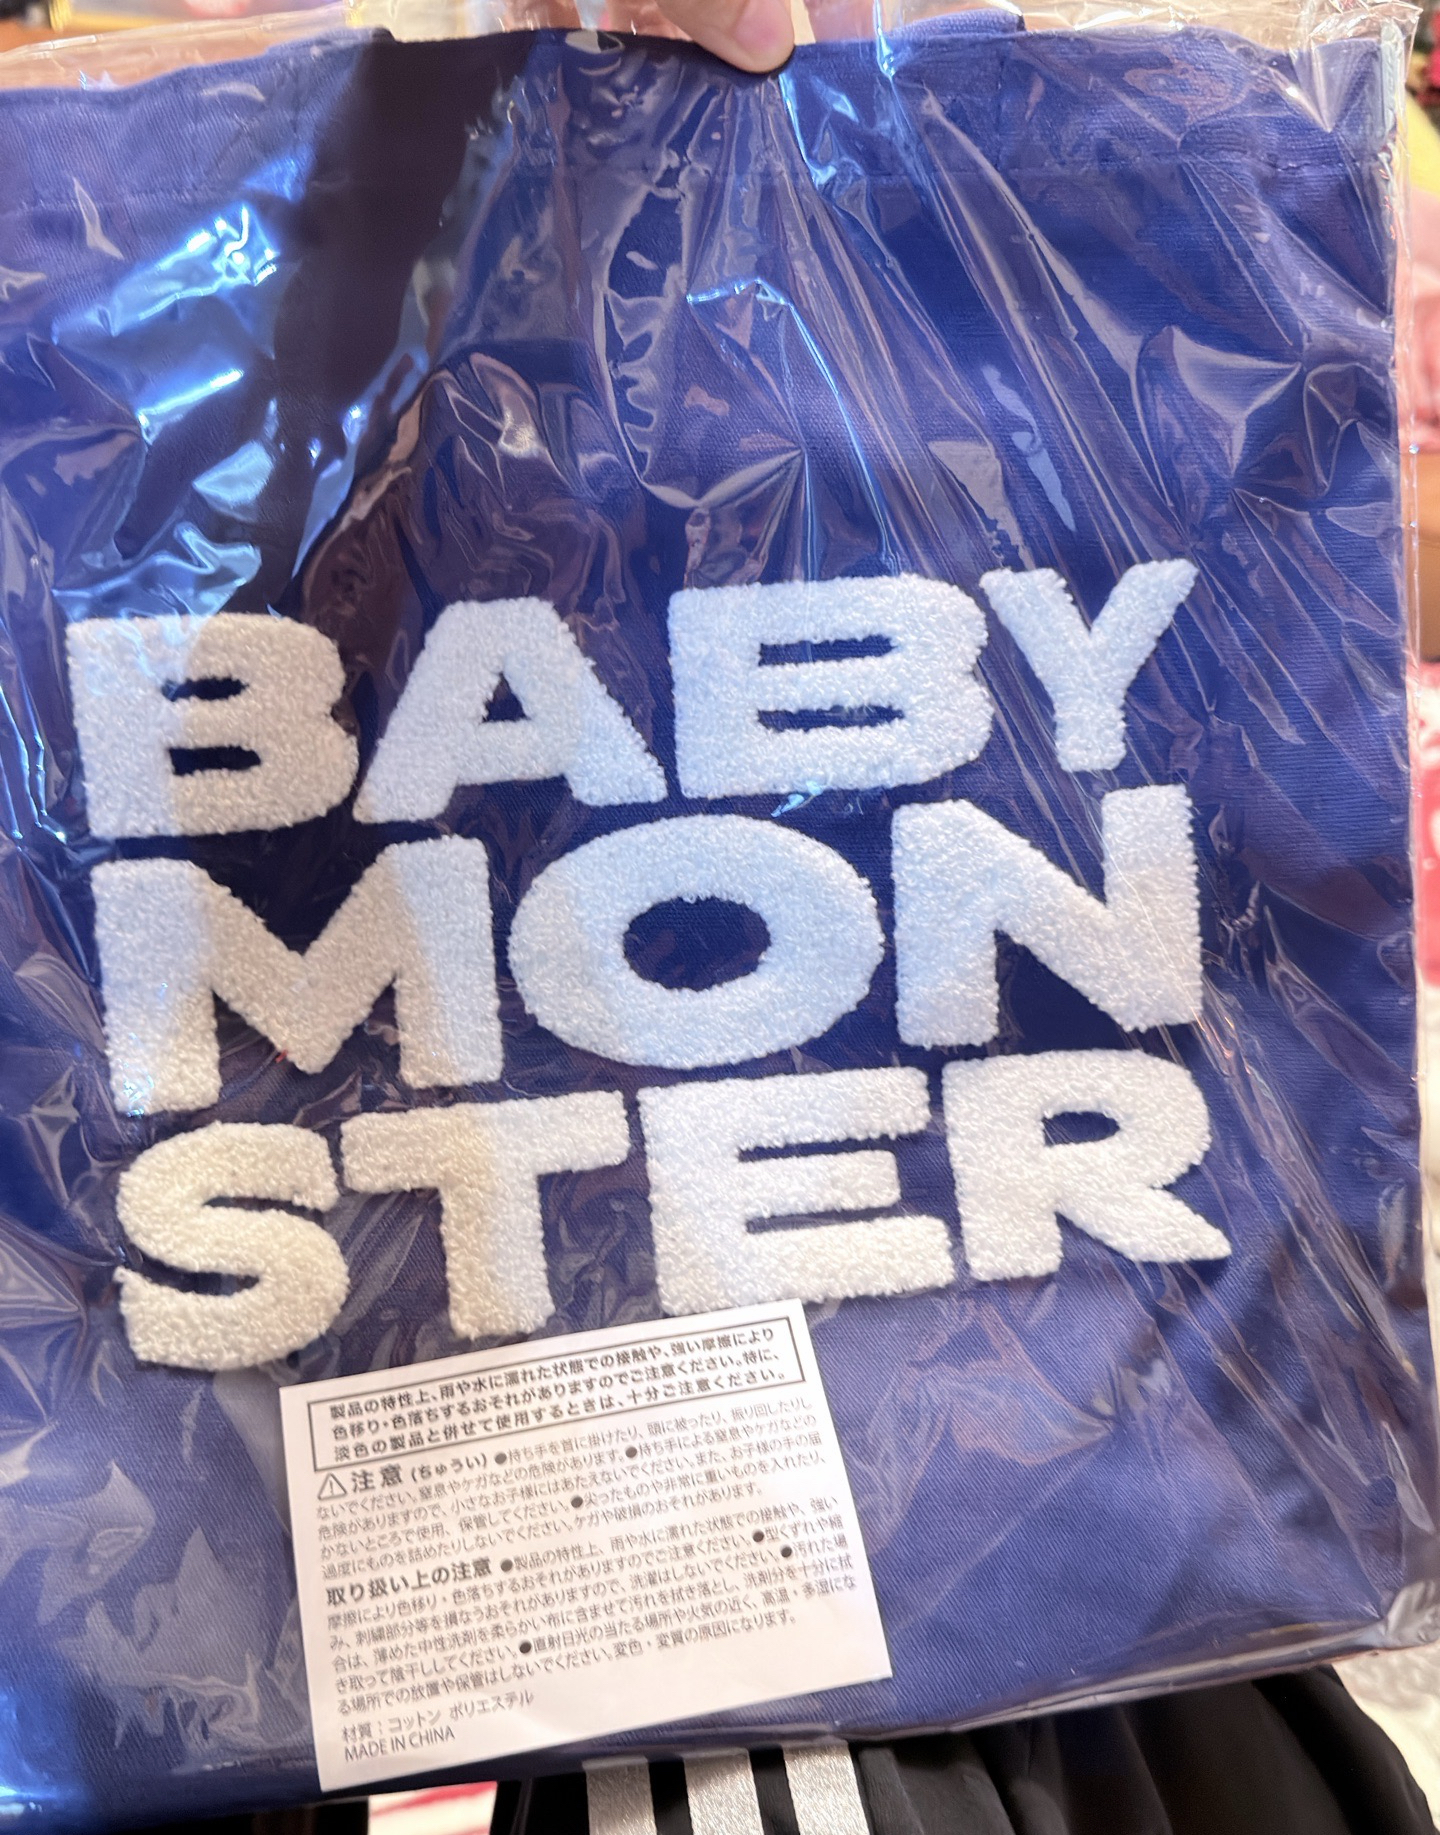 BABY
MON
STER
製品の特性上、雨や水に濡れた状態での接触や、強い摩擦により
色移り・色落ちするおそれがありますのでご注意ください。特に、
淡色の製品と併せて使用するときは、十分ご注意ください。
⚠注意(ちゅうい) ●持ち手を首に掛けたり、頭に被ったり、振り回したりし
ないでください。窒息やケガなどの危険があります。●持ち手による窒息やケガなどの
危険がありますので、小さなお子様にはあたえないでください。また、お子様の手の届
かないところで使用、保管してください。●尖ったものや非常に重いものを入れたり、
過度にものを詰めたりしないでください。ケガや破損のおそれがあります。
取り扱い上の注意 ●製品の特性上、雨や水に濡れた状態での接触や、強い
摩擦により色移り・色落ちするおそれがありますのでご注意ください。●型くずれや縮
み、刺繍部分等を損なうおそれがありますので、洗濯はしないでください。●汚れた場
合は、薄めた中性洗剤を柔らかい布に含ませて汚れを拭き落とし、洗剤分を十分に拭
き取って陰干ししてください。●直射日光の当たる場所や火気の近く、高温・多湿にな
る場所での放置や保管はしないでください。変色・変質の原因になります。
材質:コットン ポリエステル
MADE IN CHINA